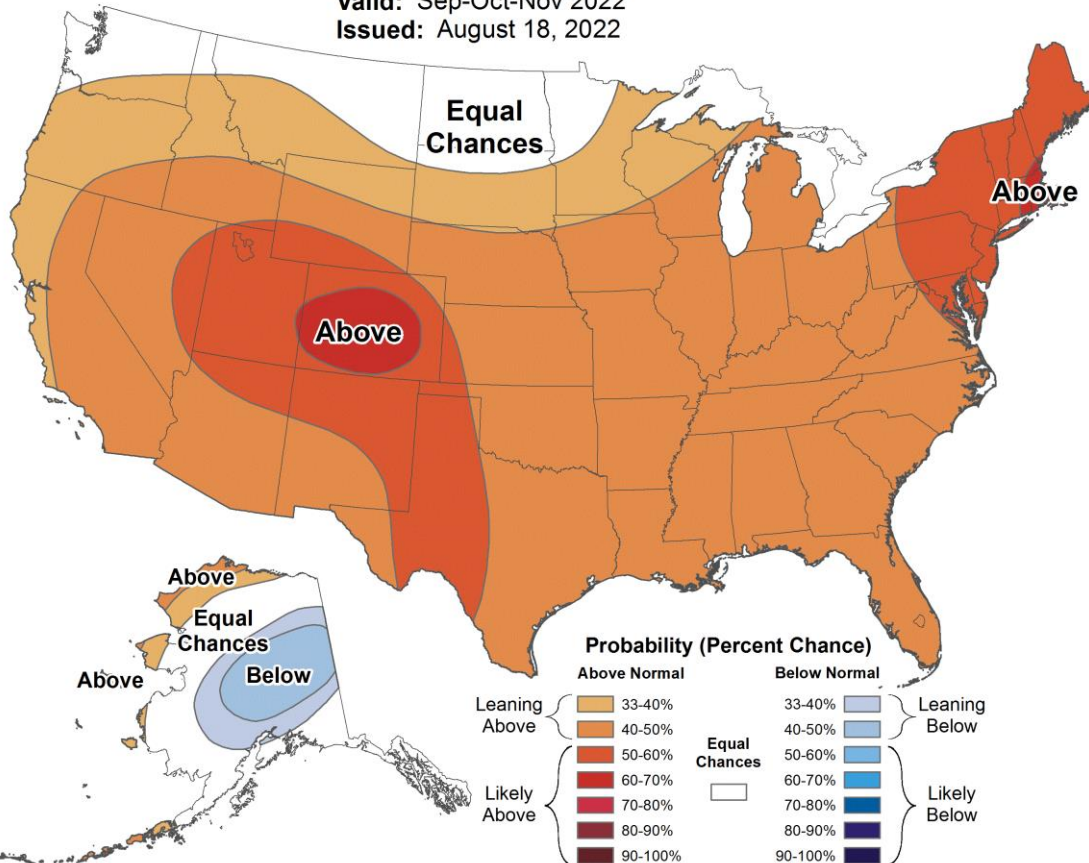 Valid: Sep-Oct-Nov 2022
Issued: August 18, 2022
Equal
Chances
Above
Above
Above
Equal
Chances
Below
Above
Probability (Percent Chance)
Above Normal
Below Normal
Leaning
Above
33-40%
40-50%
Likely
Above
50-60%
60-70%
70-80%
80-90%
90-100%
Equal
Chances
33-40%
40-50%
Leaning
Below
50-60%
60-70%
70-80%
80-90%
90-100%
Likely
Below